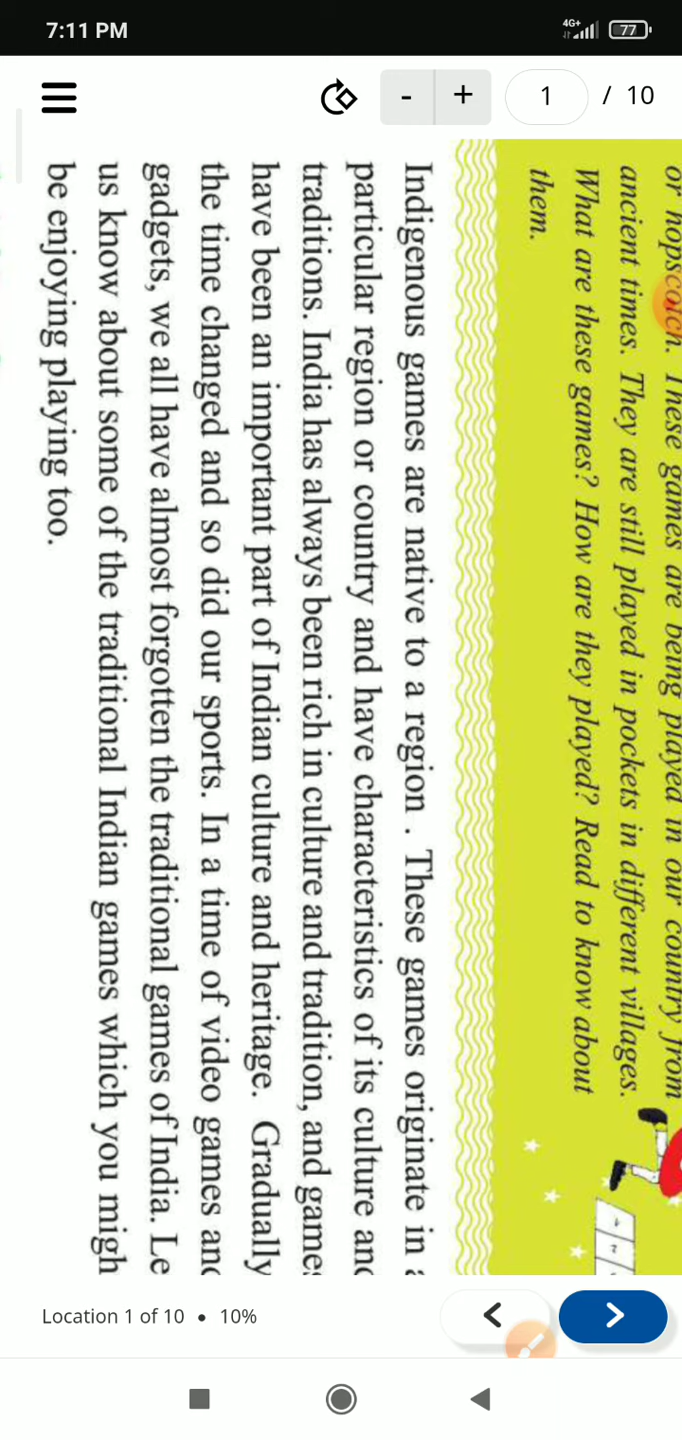 7:11 PM
4G+
77
- + 1 / 10
or hopscotch. These games are being played in our country from
ancient times. They are still played in pockets in different villages.
What are these games? How are they played? Read to know about
them.
Indigenous games are native to a region . These games originate in
particular region or country and have characteristics of its culture
traditions. India has always been rich in culture and tradition, and
have been an important part of Indian culture and heritage. Gradually
the time changed and so did our sports. In a time of video games
gadgets, we all have almost forgotten the traditional games of India.
us know about some of the traditional Indian games which you
be enjoying playing too.
Location 1 of 10 • 10%